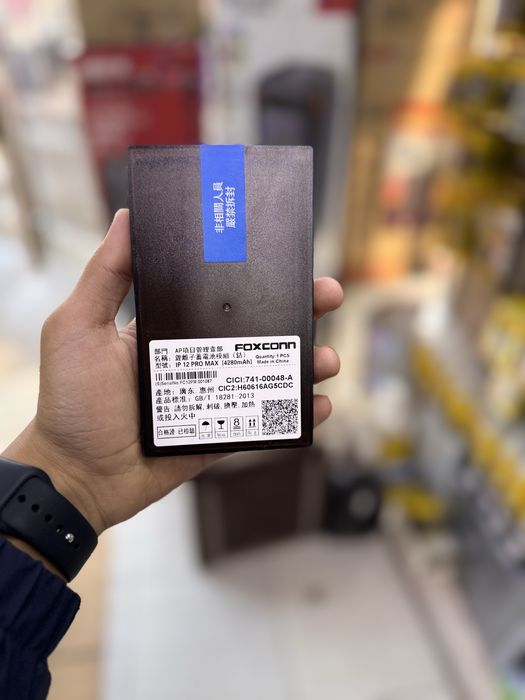 非相關人員
嚴禁拆封
部門: AP項目管理查部
FOXCONN
名稱: 鋰離子蓄電池模組 (鈷)
Quantity: 1 PCS
型號: IP 12 PRO MAX [4280mAh]
Made in China
(S)SerialNo FC12PM 001087
CICI:741-00048-A
產地: 廣東.惠州
CIC2:H60616AG5CDC
產品標准: GB/T 18281-2013
警告:請勿拆解,刺破,擠壓,加熱
或投入火中
合格證 已檢驗